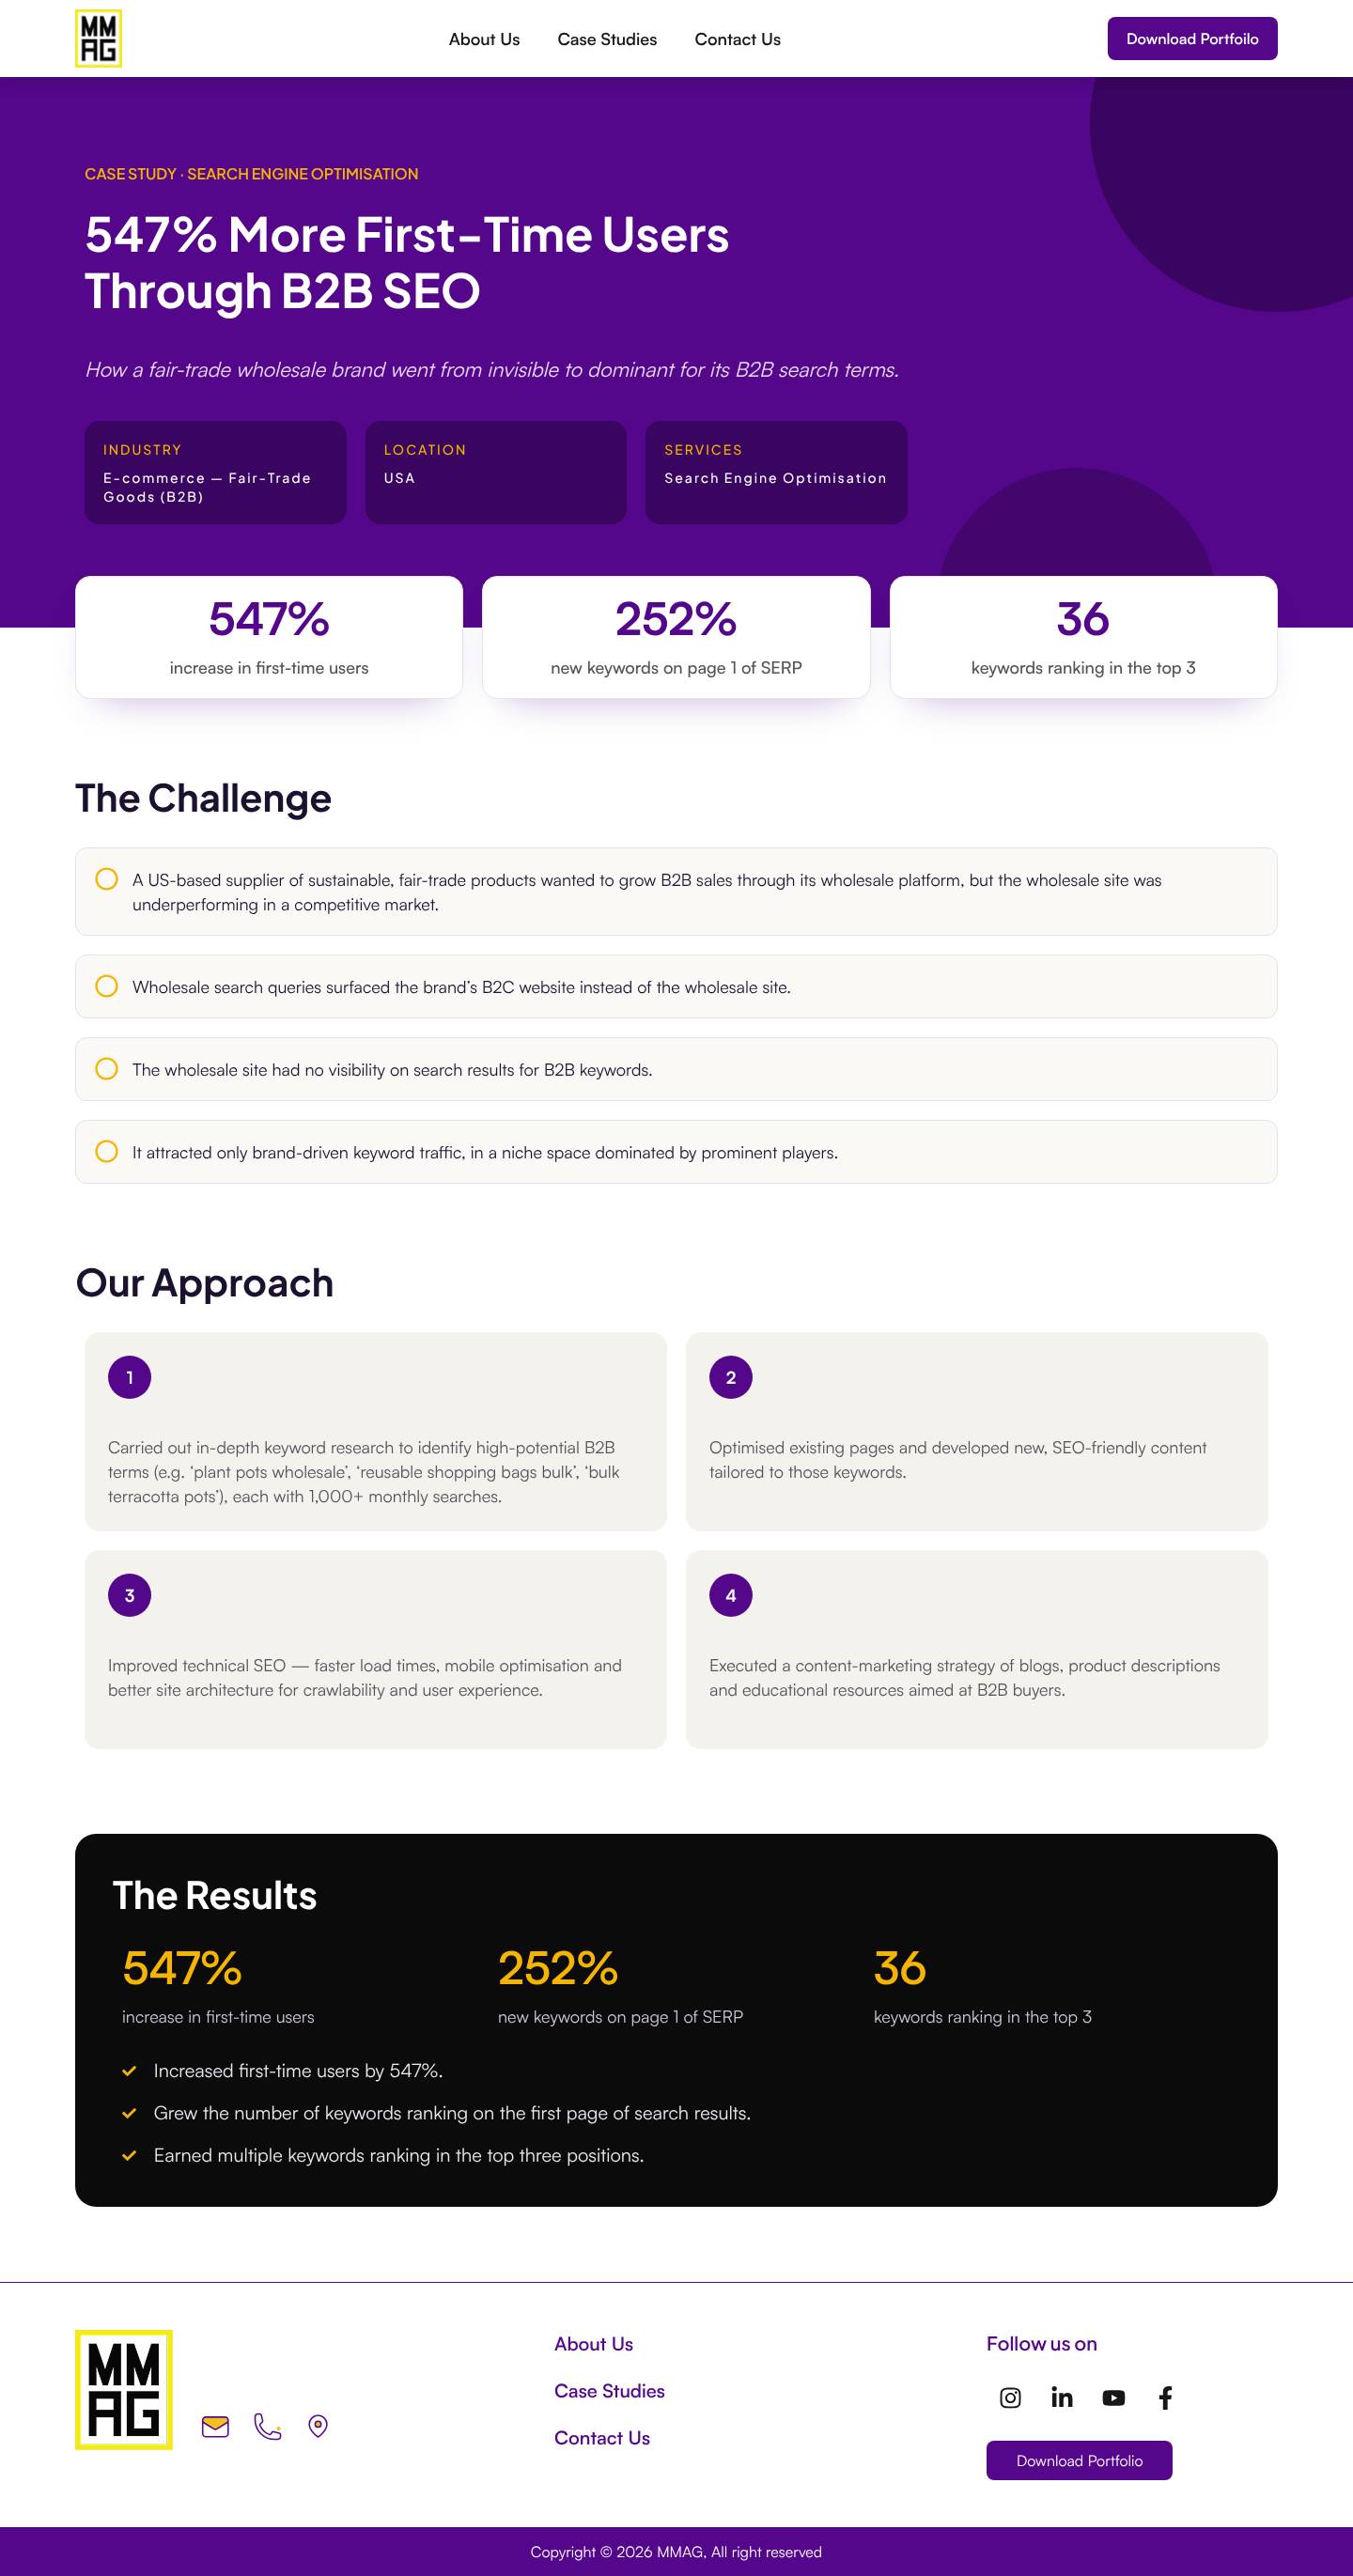 MM
AG
About Us
Case Studies
Contact Us
Download Portfoilo
CASE STUDY · SEARCH ENGINE OPTIMISATION
547% More First-Time Users
Through B2B SEO
How a fair-trade wholesale brand went from invisible to dominant for its B2B search terms.
INDUSTRY
E-commerce — Fair-Trade
Goods (B2B)
LOCATION
USA
SERVICES
Search Engine Optimisation
547%
increase in first-time users
252%
new keywords on page 1 of SERP
36
keywords ranking in the top 3
The Challenge
A US-based supplier of sustainable, fair-trade products wanted to grow B2B sales through its wholesale platform, but the wholesale site was
underperforming in a competitive market.
Wholesale search queries surfaced the brand’s B2C website instead of the wholesale site.
The wholesale site had no visibility on search results for B2B keywords.
It attracted only brand-driven keyword traffic, in a niche space dominated by prominent players.
Our Approach
1
Carried out in-depth keyword research to identify high-potential B2B
terms (e.g. ‘plant pots wholesale’, ‘reusable shopping bags bulk’, ‘bulk
terracotta pots’), each with 1,000+ monthly searches.
2
Optimised existing pages and developed new, SEO-friendly content
tailored to those keywords.
3
Improved technical SEO — faster load times, mobile optimisation and
better site architecture for crawlability and user experience.
4
Executed a content-marketing strategy of blogs, product descriptions
and educational resources aimed at B2B buyers.
The Results
547%
increase in first-time users
252%
new keywords on page 1 of SERP
36
keywords ranking in the top 3
Increased first-time users by 547%.
Grew the number of keywords ranking on the first page of search results.
Earned multiple keywords ranking in the top three positions.
MM
AG
About Us
Case Studies
Contact Us
Follow us on
Download Portfolio
Copyright © 2026 MMAG, All right reserved